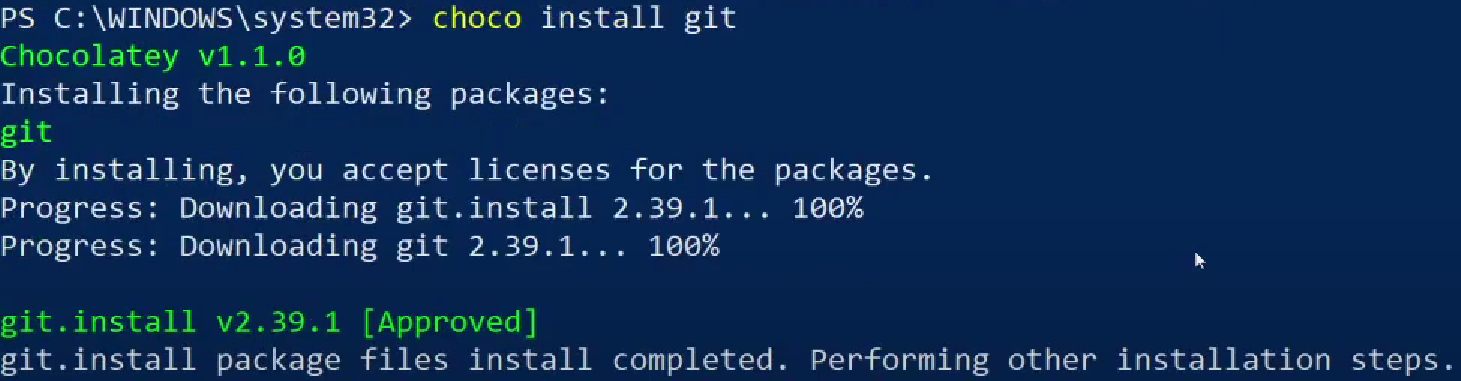 PS C:\WINDOWS\system32> choco install git
Chocolatey v1.1.0
Installing the following packages:
git
By installing, you accept licenses for the packages.
Progress: Downloading git.install 2.39.1... 100%
Progress: Downloading git 2.39.1... 100%
git.install v2.39.1 [Approved]
git.install package files install completed. Performing other installation steps.